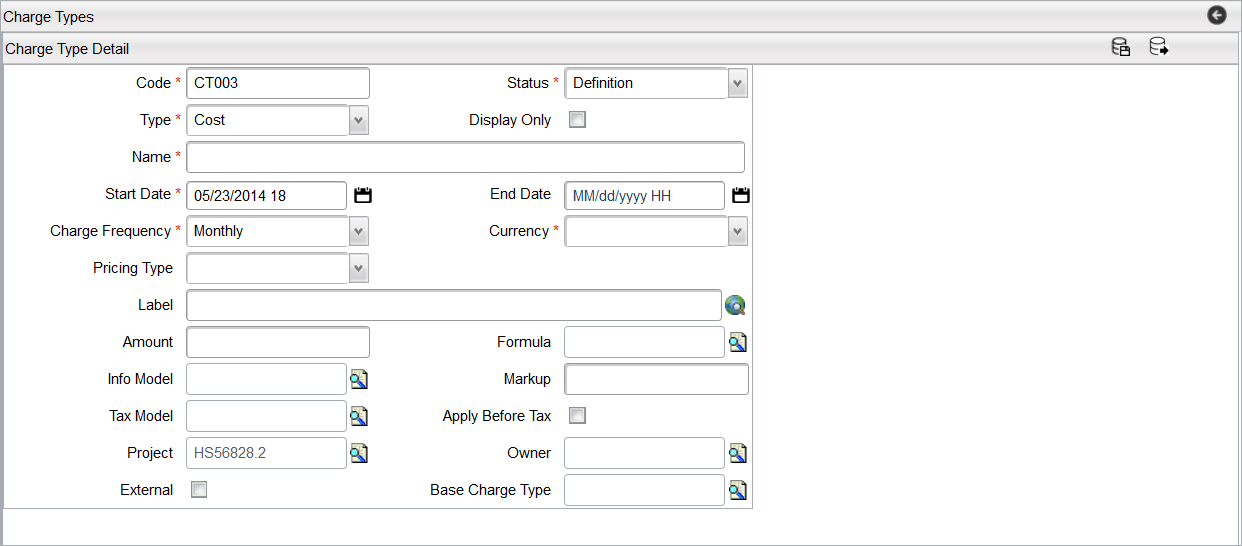 Charge Types
Charge Type Detail
Code * CT003 Status * Definition
Type * Cost Display Only
Name *
Start Date * 05/23/2014 18 End Date MM/dd/yyyy HH
Charge Frequency * Monthly Currency *
Pricing Type
Label
Amount Formula
Info Model Markup
Tax Model Apply Before Tax
Project HS56828.2 Owner
External Base Charge Type